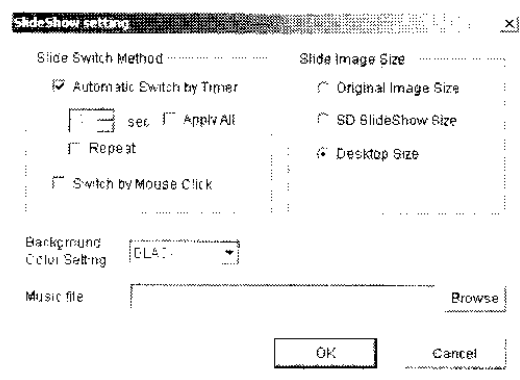 SlideShow setting
Slide Switch Method
Automatic Switch by Timer
sec Apply All
Repeat
Switch by Mouse Click
Slide Image Size
Original Image Size
SD SlideShow Size
Desktop Size
Background
Color Setting
Music file
Browse
OK
Cancel